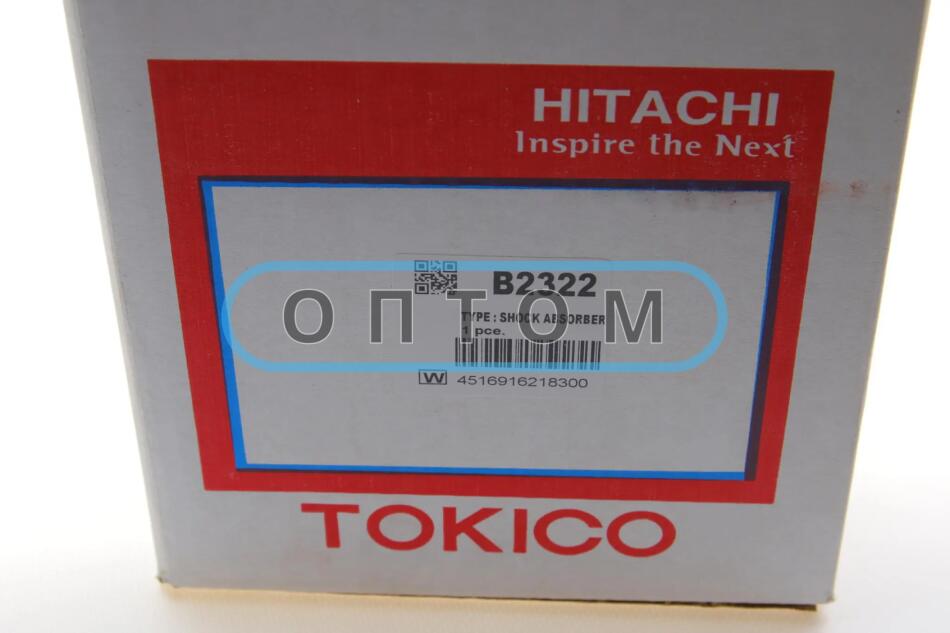 HITACHI
Inspire the Next
B2322
TYPE : SHOCK ABSORBER
1 pce.
ОПТОМ
W 4516916218300
TOKICO